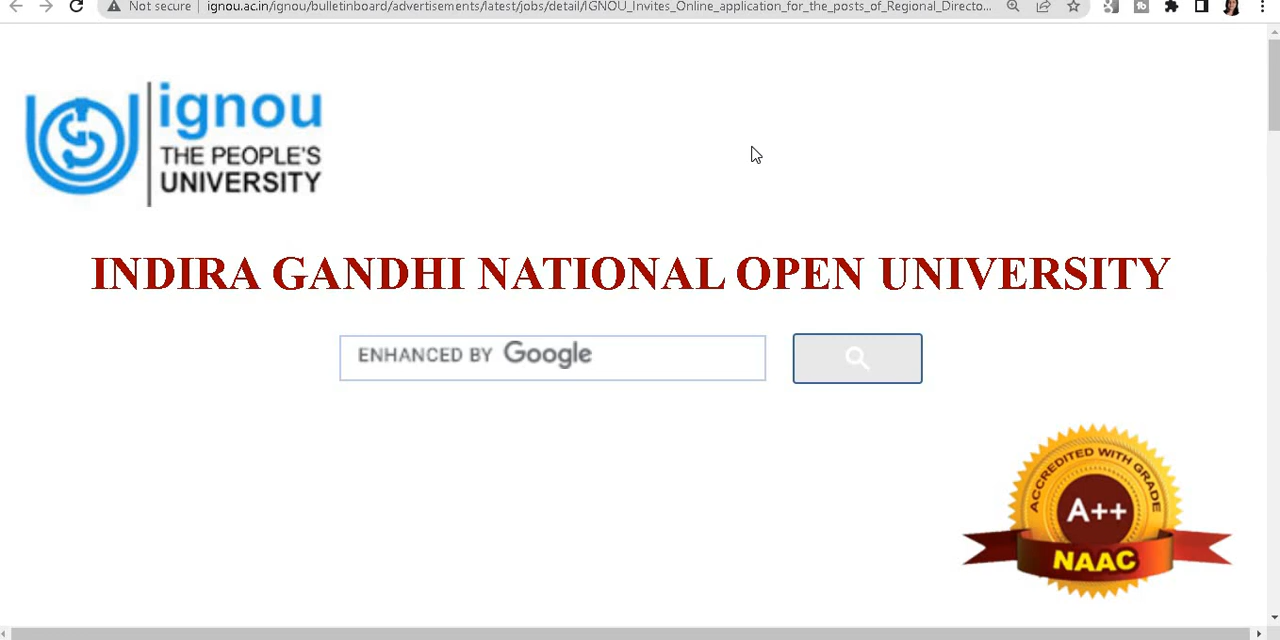 Not secure
ignou.ac.in/ignou/bulletinboard/advertisements/latest/jobs/detail/IGNOU_Invites_Online_application_for_the_posts_of_Regional_Directo...
ignou
THE PEOPLE'S
UNIVERSITY
INDIRA GANDHI NATIONAL OPEN UNIVERSITY
ENHANCED BY Google
ACCREDITED WITH GRADE
A++
NAAC